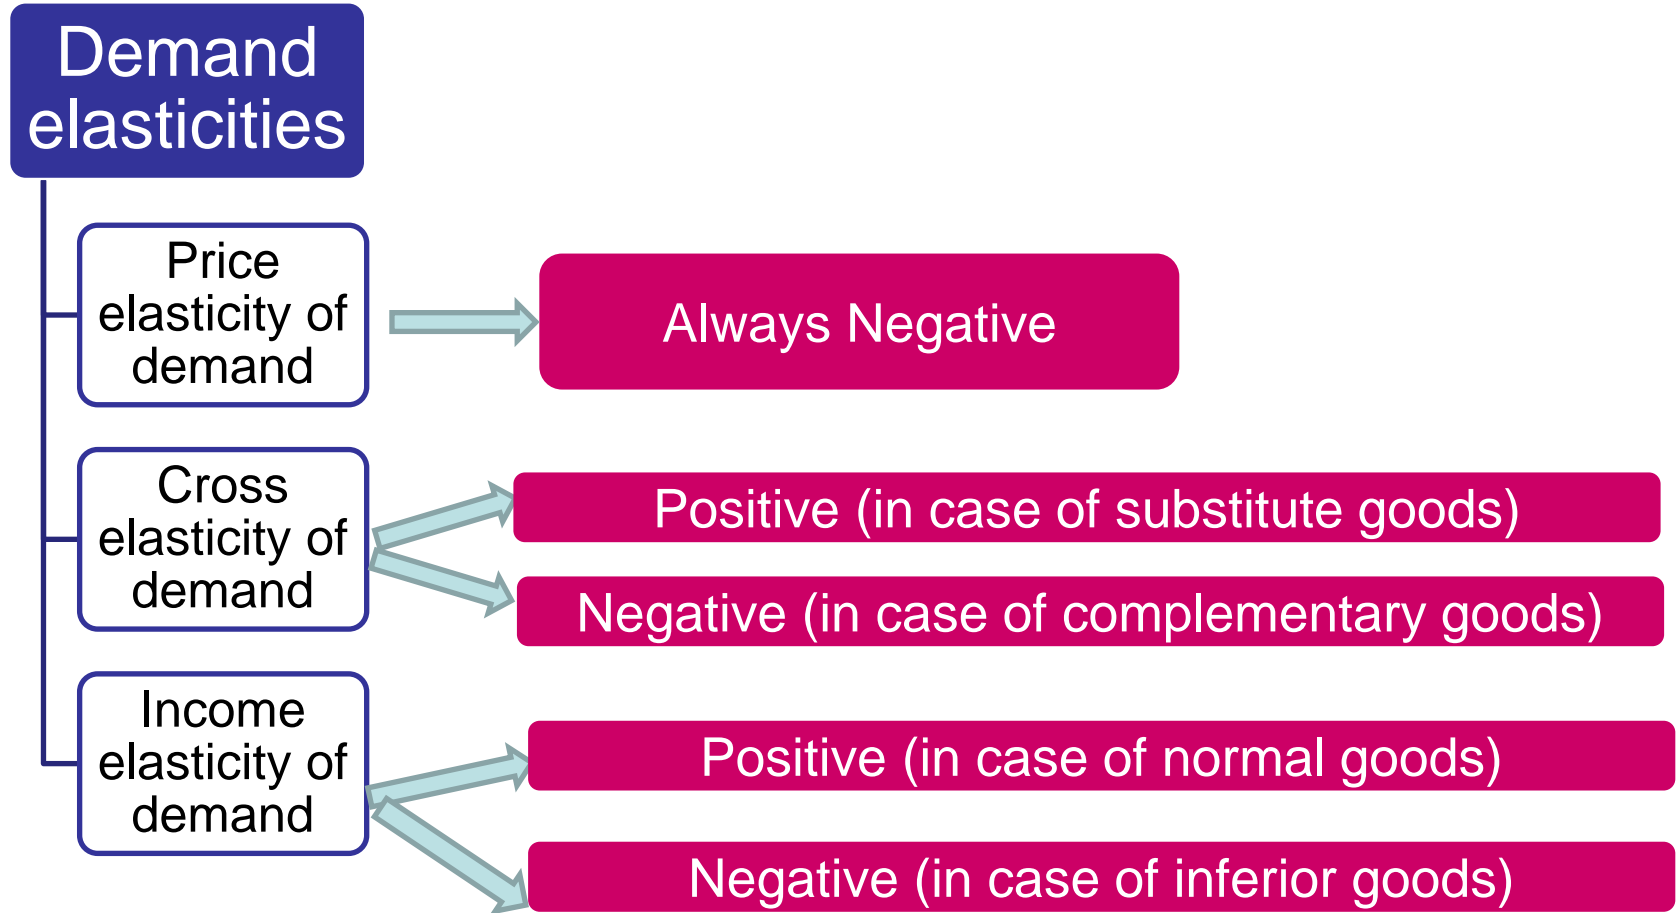 Demand
elasticities
Price
elasticity of
demand
Always Negative
Cross
elasticity of
demand
Positive (in case of substitute goods)
Negative (in case of complementary goods)
Income
elasticity of
demand
Positive (in case of normal goods)
Negative (in case of inferior goods)